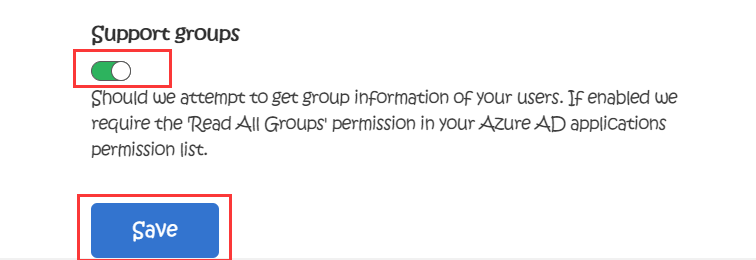 Support groups
Should we attempt to get group information of your users. If enabled we
require the 'Read All Groups' permission in your Azure AD applications
permission list.
Save